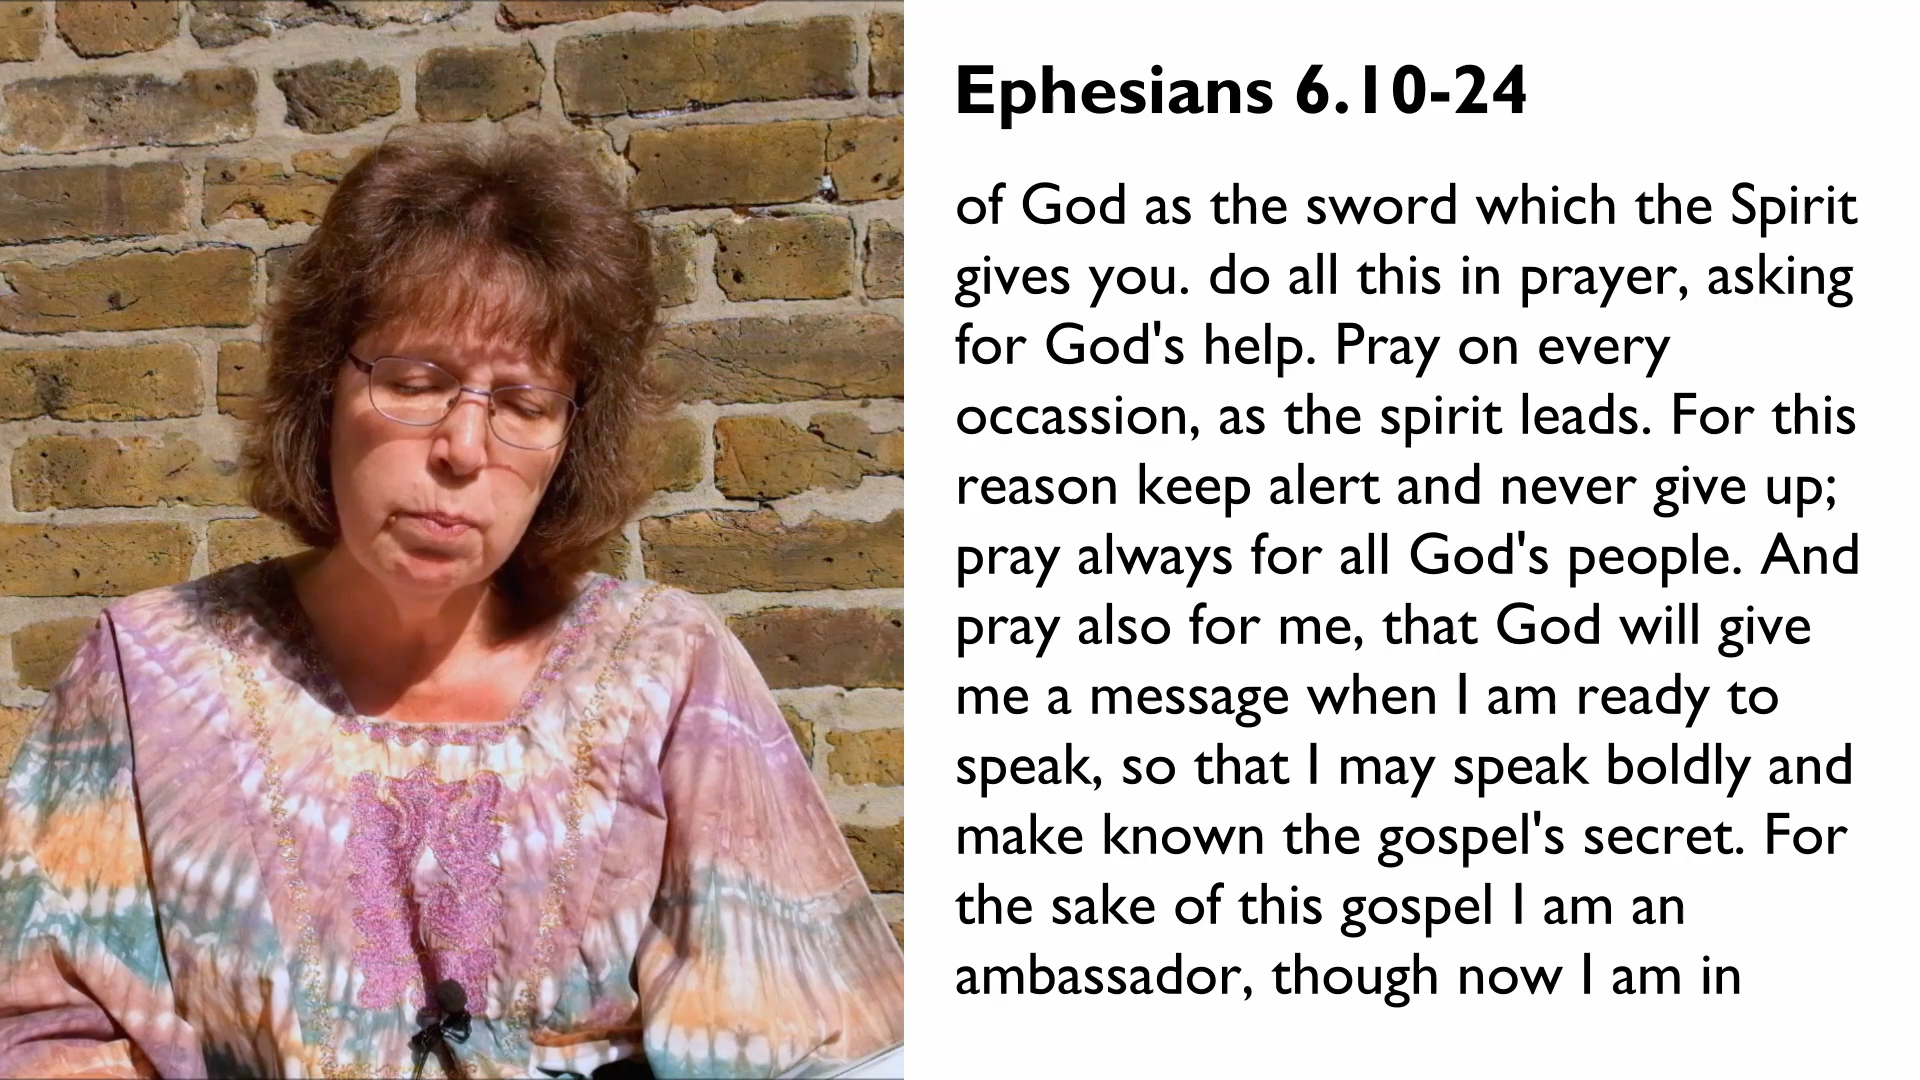 Ephesians 6.10-24
of God as the sword which the Spirit
gives you. do all this in prayer, asking
for God's help. Pray on every
occassion, as the spirit leads. For this
reason keep alert and never give up;
pray always for all God's people. And
pray also for me, that God will give
me a message when I am ready to
speak, so that I may speak boldly and
make known the gospel's secret. For
the sake of this gospel I am an
ambassador, though now I am in